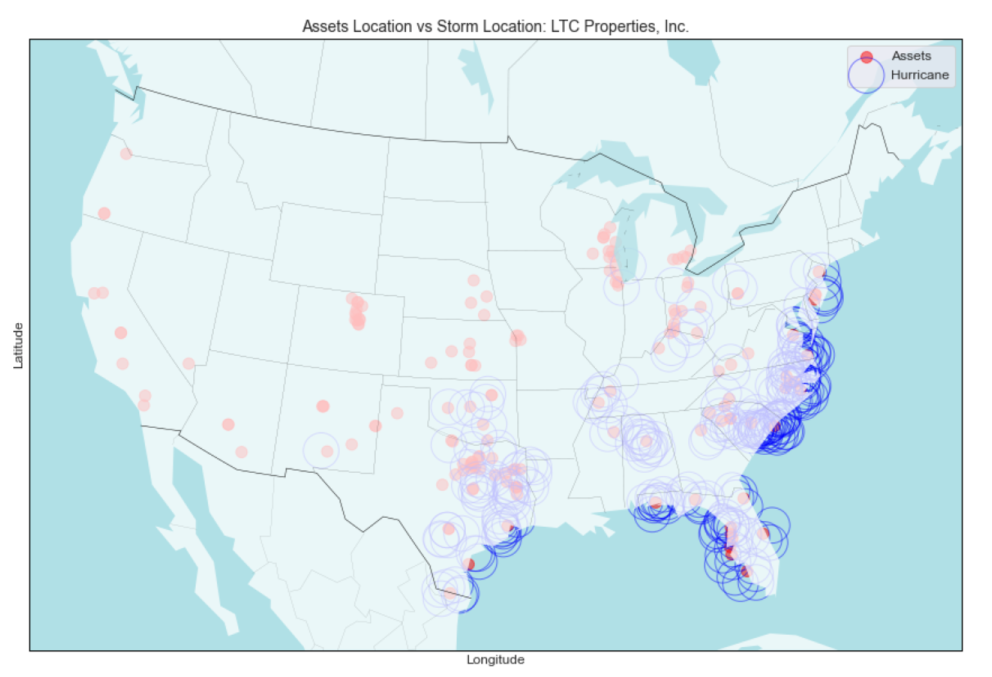 Assets Location vs Storm Location: LTC Properties, Inc.
Assets
Hurricane
Latitude
Longitude